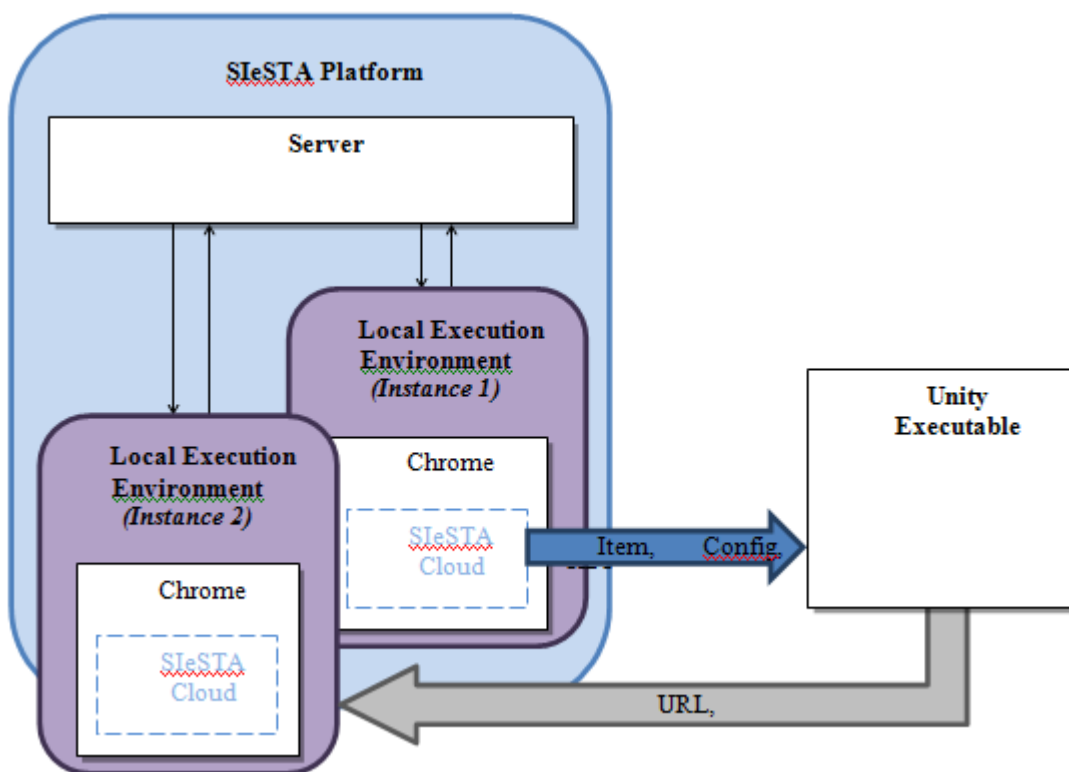 SIeSTA Platform
Server
Local Execution
Environment
(Instance 1)
Chrome
SIeSTA
Cloud
Local Execution
Environment
(Instance 2)
Chrome
SIeSTA
Cloud
Item, Config,
Unity
Executable
URL,